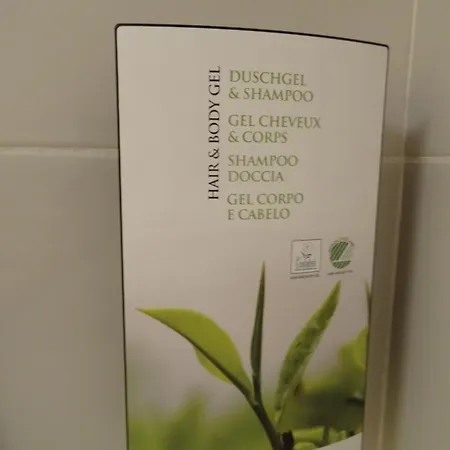 HAIR & BODY GEL
DUSCHGEL
& SHAMPOO
GEL CHEVEUX
& CORPS
SHAMPOO
DOCCIA
GEL CORPO
E CABELO